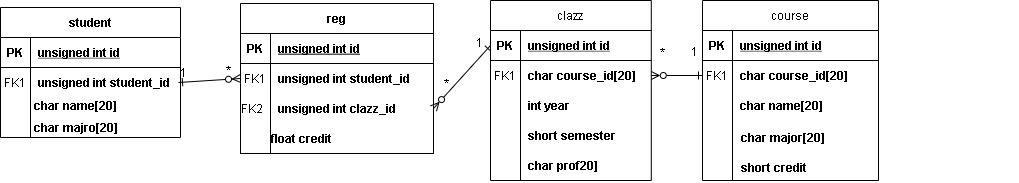 student
PK unsigned int id
FK1 unsigned int student_id
char name[20]
char majro[20]
1 *
reg
PK unsigned int id
FK1 unsigned int student_id
FK2 unsigned int clazz_id
float credit
* 1
clazz
PK unsigned int id
FK1 char course_id[20]
int year
short semester
char prof20]
* 1
course
PK unsigned int id
FK1 char course_id[20]
char name[20]
char major[20]
short credit